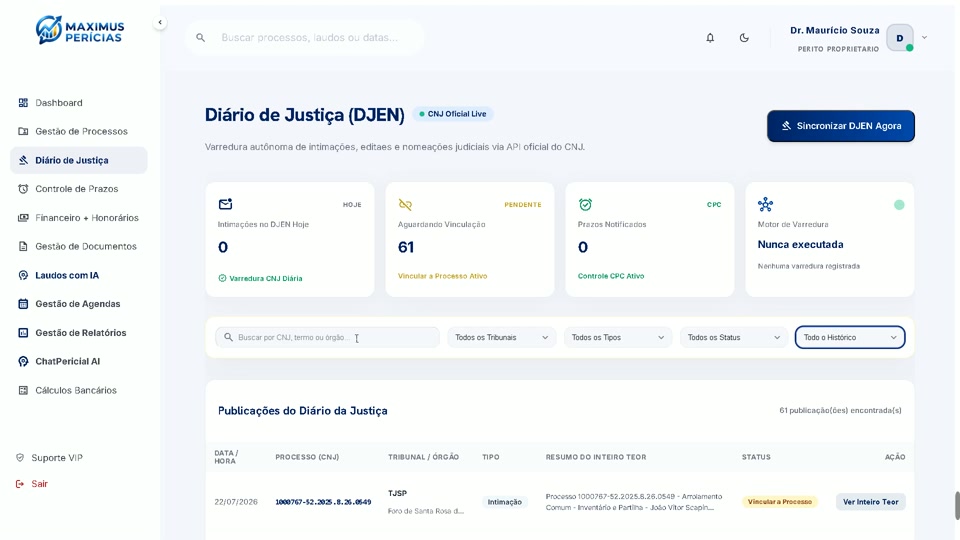 MAXIMUS
PERÍCIAS
Buscar processos, laudos ou datas...
Dr. Maurício Souza
PERITO PROPRIETARIO
D
Dashboard
Gestão de Processos
Diário de Justiça
Controle de Prazos
Financeiro + Honorários
Gestão de Documentos
Laudos com IA
Gestão de Agendas
Gestão de Relatórios
ChatPericial AI
Cálculos Bancários
Suporte VIP
Sair
Diário de Justiça (DJEN)
CNJ Oficial Live
Varredura autônoma de intimações, editaes e nomeações judiciais via API oficial do CNJ.
Sincronizar DJEN Agora
HOJE
Intimações no DJEN Hoje
0
Varredura CNJ Diária
PENDENTE
Aguardando Vinculação
61
Vincular a Processo Ativo
CPC
Prazos Notificados
0
Controle CPC Ativo
Motor de Varredura
Nunca executada
Nenhuma varredura registrada
Buscar por CNJ, termo ou órgão...
Todos os Tribunais
Todos os Tipos
Todos os Status
Todo o Histórico
Publicações do Diário da Justiça
61 publicação(ões) encontrada(s)
DATA / HORA
PROCESSO (CNJ)
TRIBUNAL / ÓRGÃO
TIPO
RESUMO DO INTEIRO TEOR
STATUS
AÇÃO
22/07/2026
1000767-52.2025.8.26.0549
TJSP
Foro de Santa Rosa d...
Intimação
Processo 1000767-52.2025.8.26.0549 - Arrolamento
Comum - Inventário e Partilha - João Vitor Scapin...
Vincular a Processo
Ver Inteiro Teor